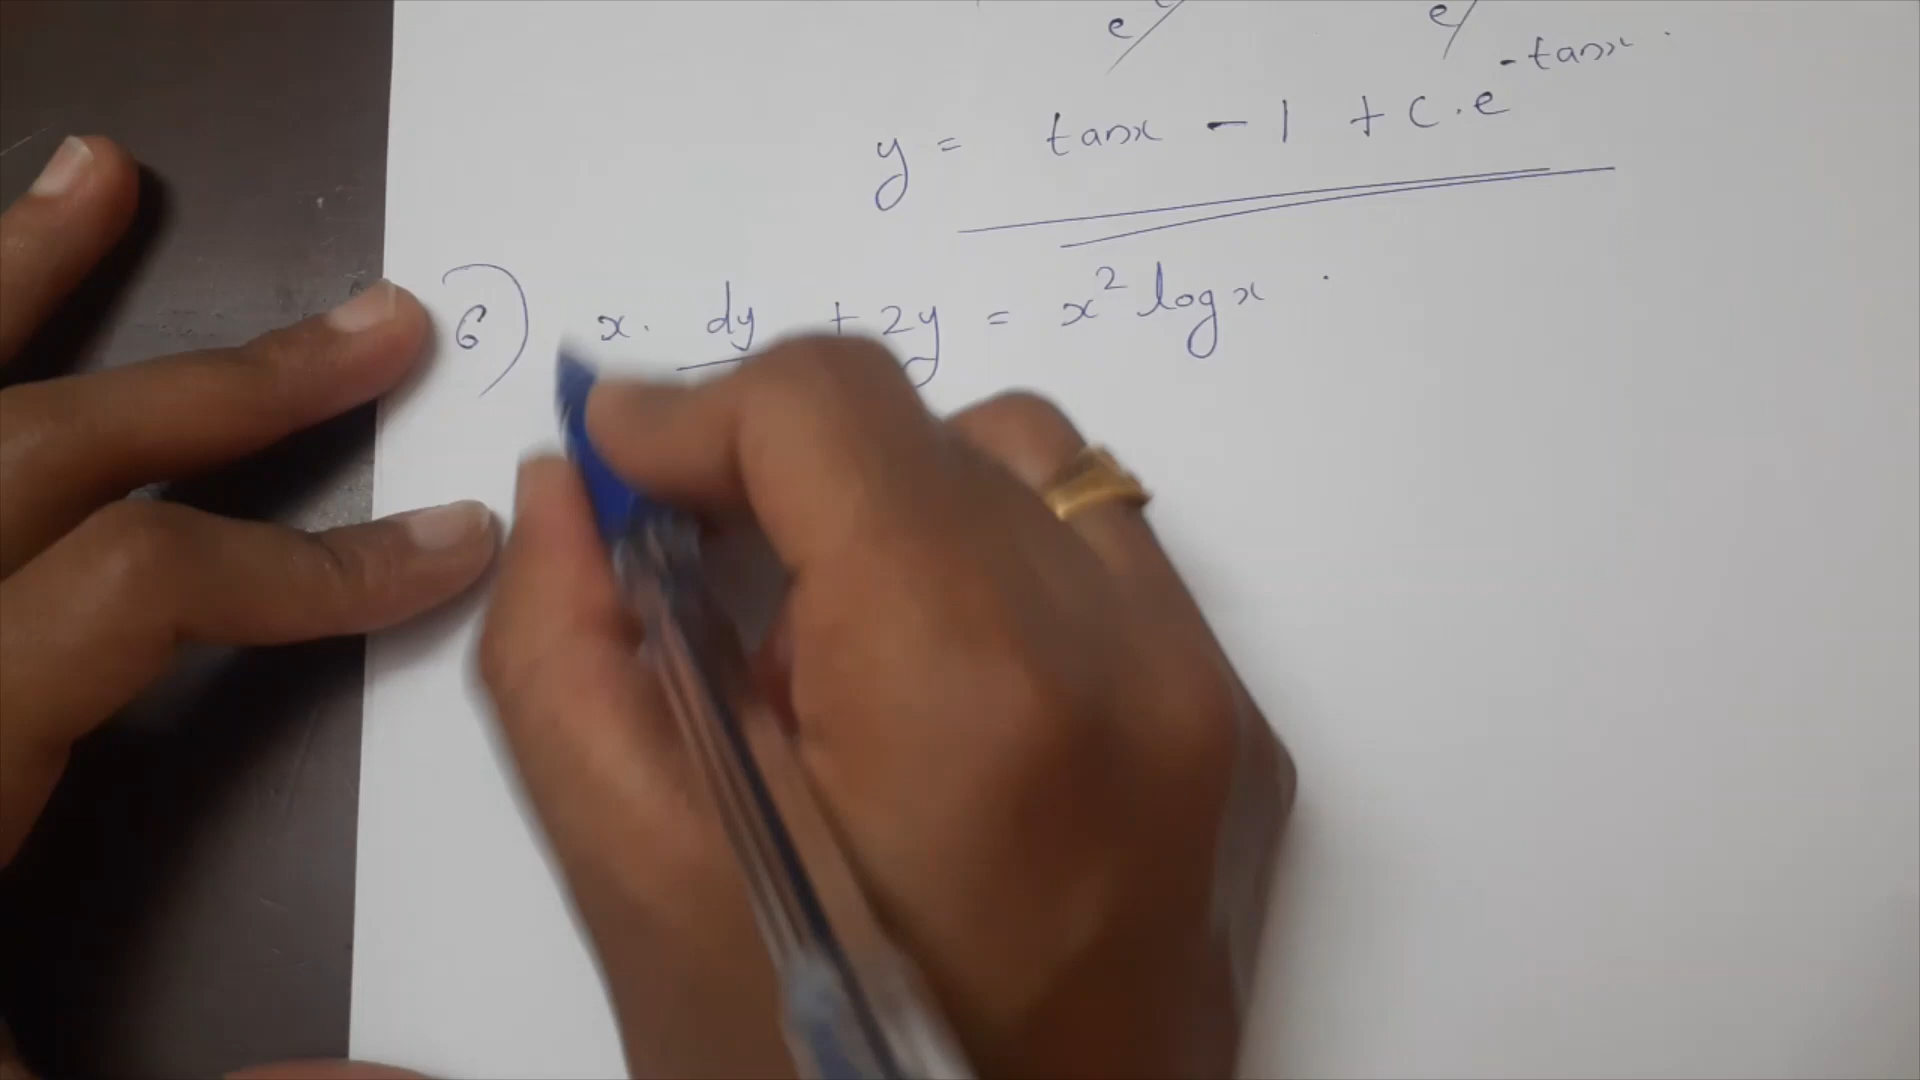 e e
y = tanx - 1 + C.e^-tanx.
6) x. dy + 2y = x² log x.